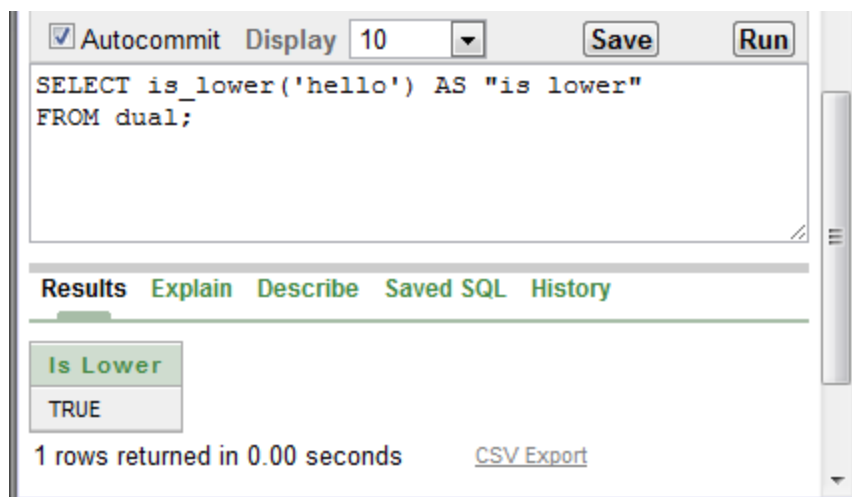 Autocommit Display 10 Save Run
SELECT is_lower('hello') AS "is lower"
FROM dual;
Results Explain Describe Saved SQL History
Is Lower
TRUE
1 rows returned in 0.00 seconds CSV Export